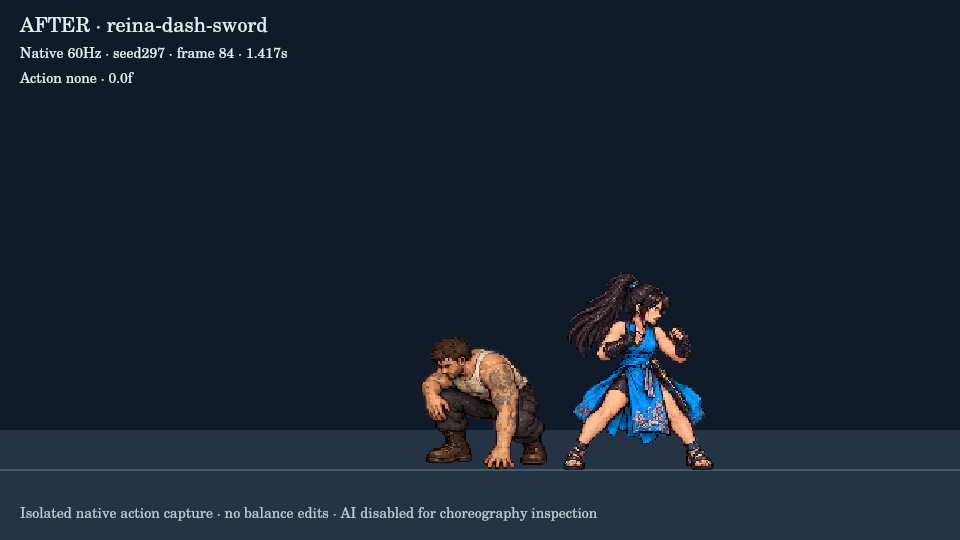 AFTER · reina-dash-sword
Native 60Hz · seed297 · frame 84 · 1.417s
Action none · 0.0f
Isolated native action capture · no balance edits · AI disabled for choreography inspection